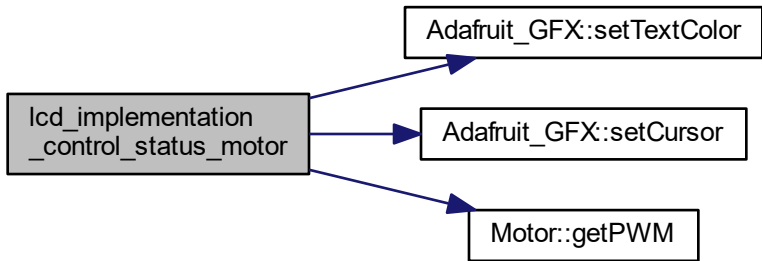 lcd_implementation
_control_status_motor
Adafruit_GFX::setTextColor
Adafruit_GFX::setCursor
Motor::getPWM